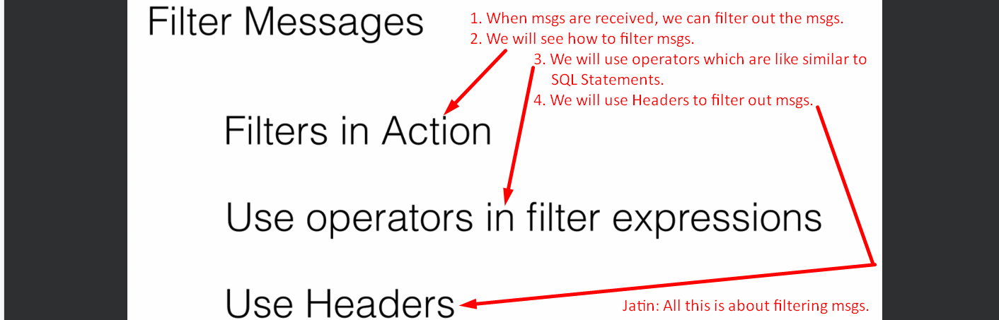 Filter Messages
1. When msgs are received, we can filter out the msgs.
2. We will see how to filter msgs.
3. We will use operators which are like similar to
SQL Statements.
4. We will use Headers to filter out msgs.
Filters in Action
Use operators in filter expressions
Use Headers
Jatin: All this is about filtering msgs.